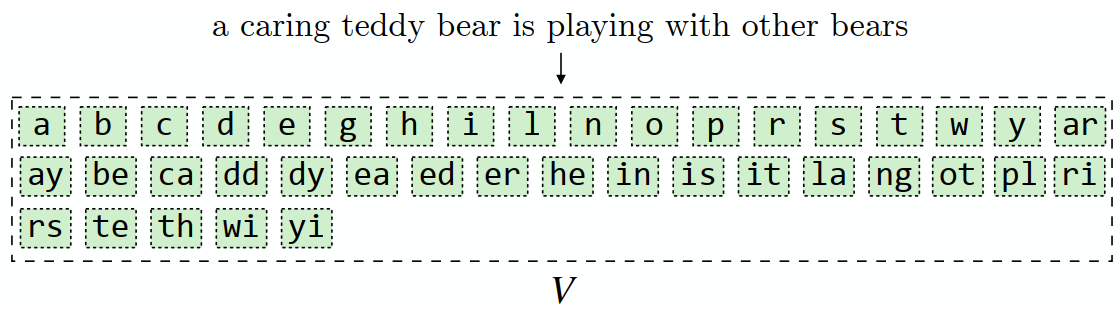 a caring teddy bear is playing with other bears
a b c d e g h i l n o p r s t w y ar
ay be ca dd dy ea ed er he in is it la ng ot pl ri
rs te th wi yi
V